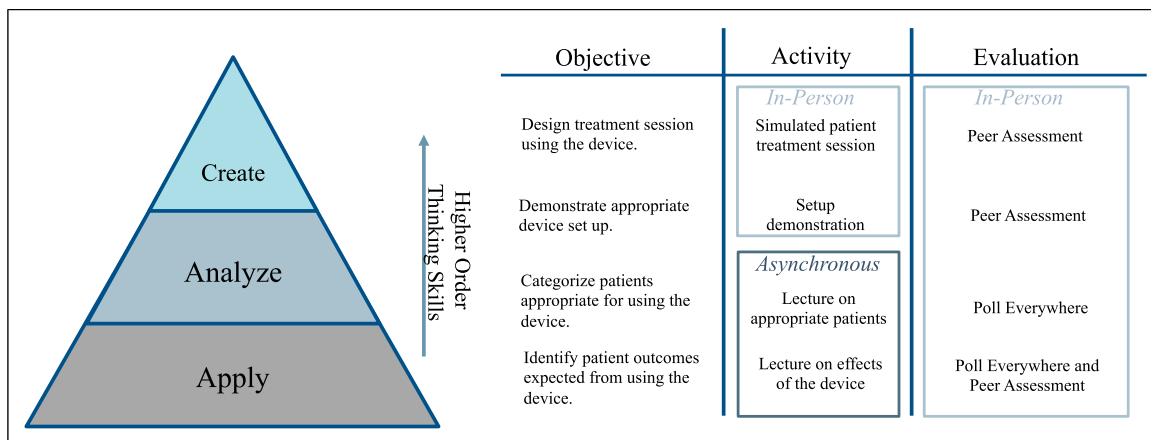 Create
Analyze
Apply
Higher Order
Thinking Skills
Objective
Activity
Evaluation
In-Person
In-Person
Design treatment session
using the device.
Simulated patient
treatment session
Peer Assessment
Demonstrate appropriate
device set up.
Setup
demonstration
Peer Assessment
Asynchronous
Categorize patients
appropriate for using the
device.
Lecture on
appropriate patients
Poll Everywhere
Identify patient outcomes
expected from using the
device.
Lecture on effects
of the device
Poll Everywhere and
Peer Assessment